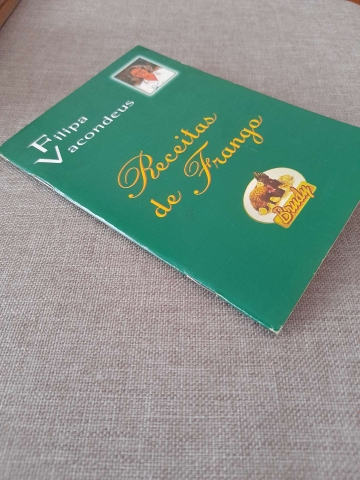 Filipa
Vacondeus
Receitas
de Frango